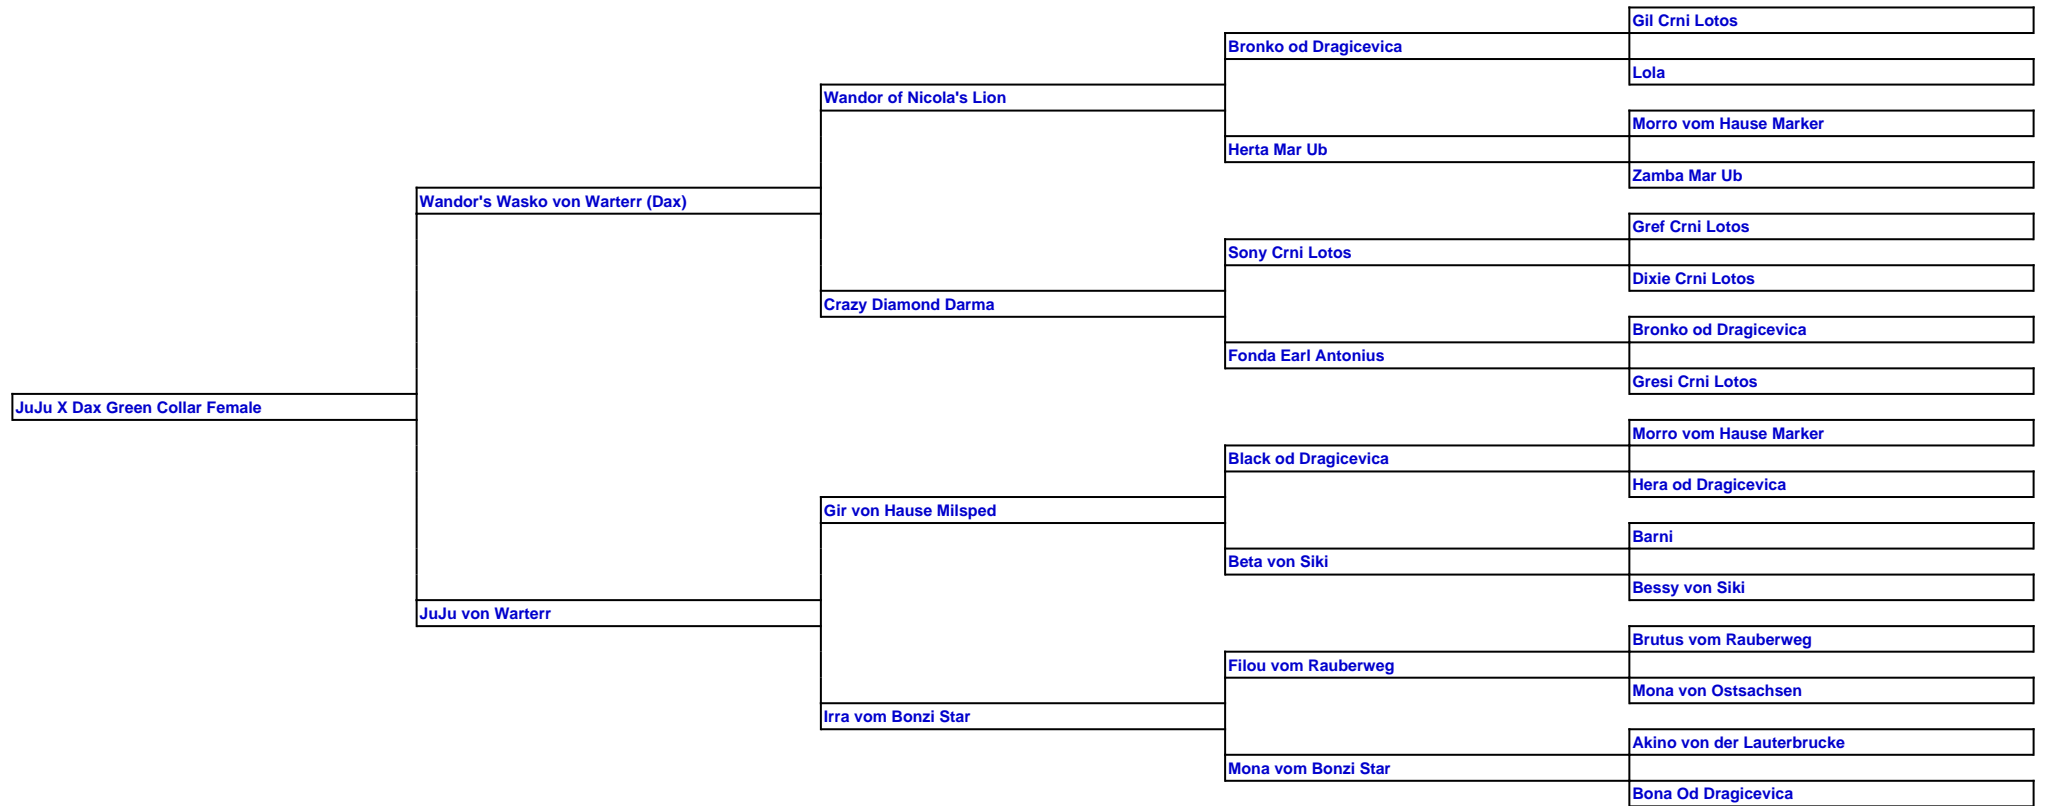 Gil Crni Lotos
Bronko od Dragicevica
Lola
Wandor of Nicola's Lion
Morro vom Hause Marker
Herta Mar Ub
Zamba Mar Ub
Wandor's Wasko von Warterr (Dax)
Gref Crni Lotos
Sony Crni Lotos
Dixie Crni Lotos
Crazy Diamond Darma
Bronko od Dragicevica
Fonda Earl Antonius
Gresi Crni Lotos
JuJu X Dax Green Collar Female
Morro vom Hause Marker
Black od Dragicevica
Hera od Dragicevica
Gir von Hause Milsped
Barni
Beta von Siki
Bessy von Siki
JuJu von Warterr
Brutus vom Rauberweg
Filou vom Rauberweg
Mona von Ostsachsen
Irra vom Bonzi Star
Akino von der Lauterbrucke
Mona vom Bonzi Star
Bona Od Dragicevica